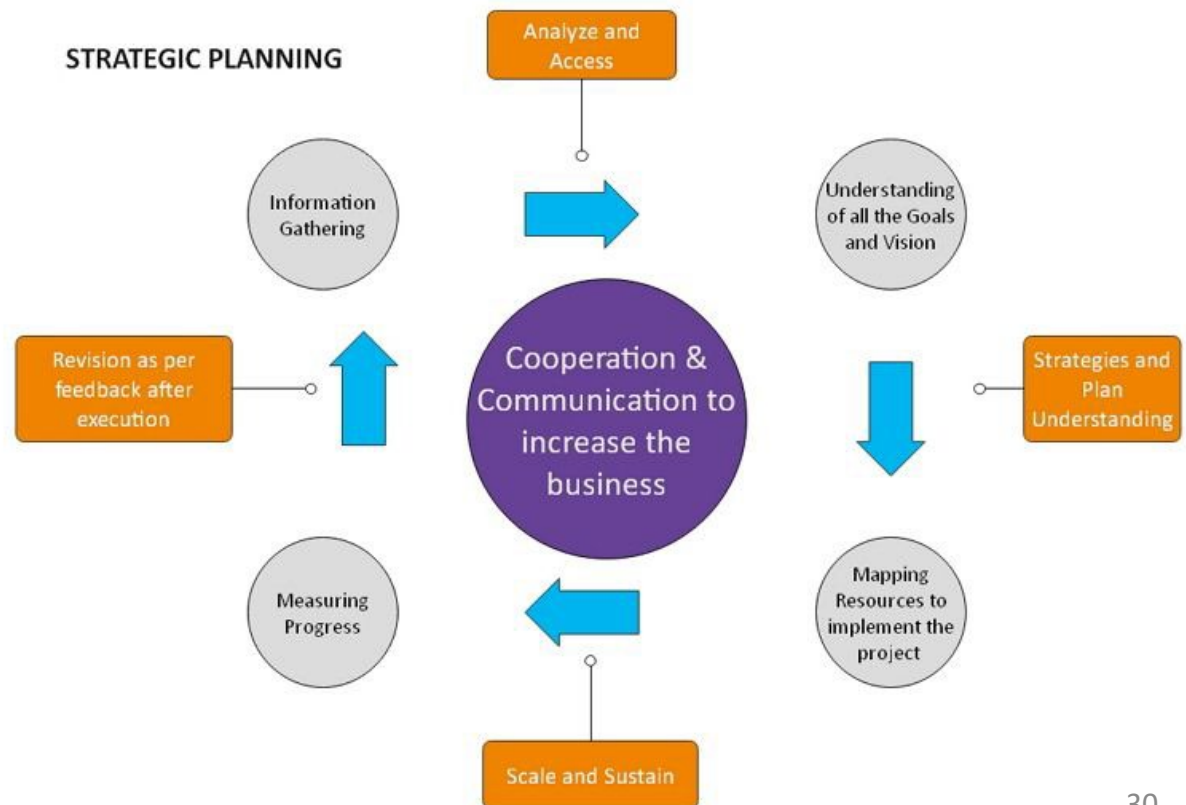 STRATEGIC PLANNING
Analyze and
Access
Information
Gathering
Understanding
of all the Goals
and Vision
Revision as per
feedback after
execution
Cooperation &
Communication to
increase the
business
Strategies and
Plan
Understanding
Measuring
Progress
Mapping
Resources to
implement the
project
Scale and Sustain
30